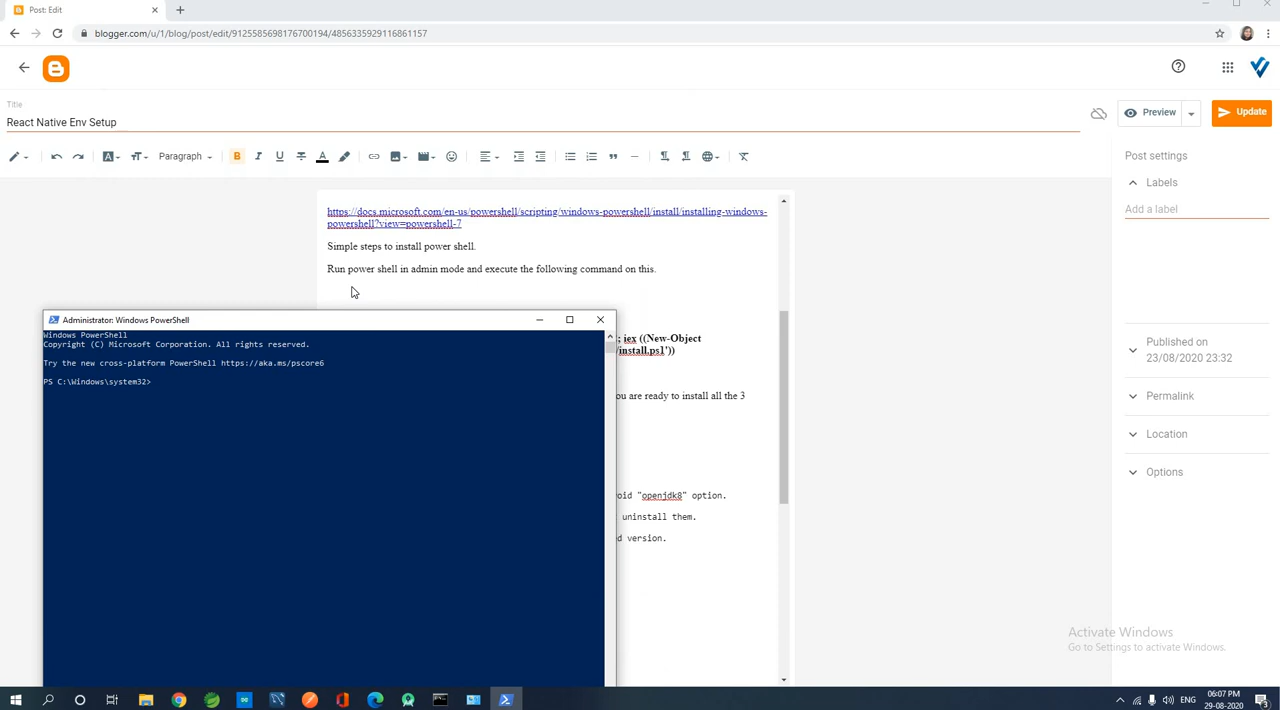 Post: Edit
blogger.com/u/1/blog/post/edit/9125585698176700194/4856335929116861157
Title
React Native Env Setup
Preview
Update
Paragraph
Post settings
Labels
Add a label
Published on
23/08/2020 23:32
Permalink
Location
Options
https://docs.microsoft.com/en-us/powershell/scripting/windows-powershell/install/installing-windows-
powershell?view=powershell-7
Simple steps to install power shell.
Run power shell in admin mode and execute the following command on this.
; iex ((New-Object
/install.ps1'))
you are ready to install all the 3
"openjdk8" option.
uninstall them.
version.
Administrator: Windows PowerShell
Windows PowerShell
Copyright (C) Microsoft Corporation. All rights reserved.
Try the new cross-platform PowerShell https://aka.ms/pscore6
PS C:\Windows\system32>
Activate Windows
Go to Settings to activate Windows.
ENG
06:07 PM
29-08-2020